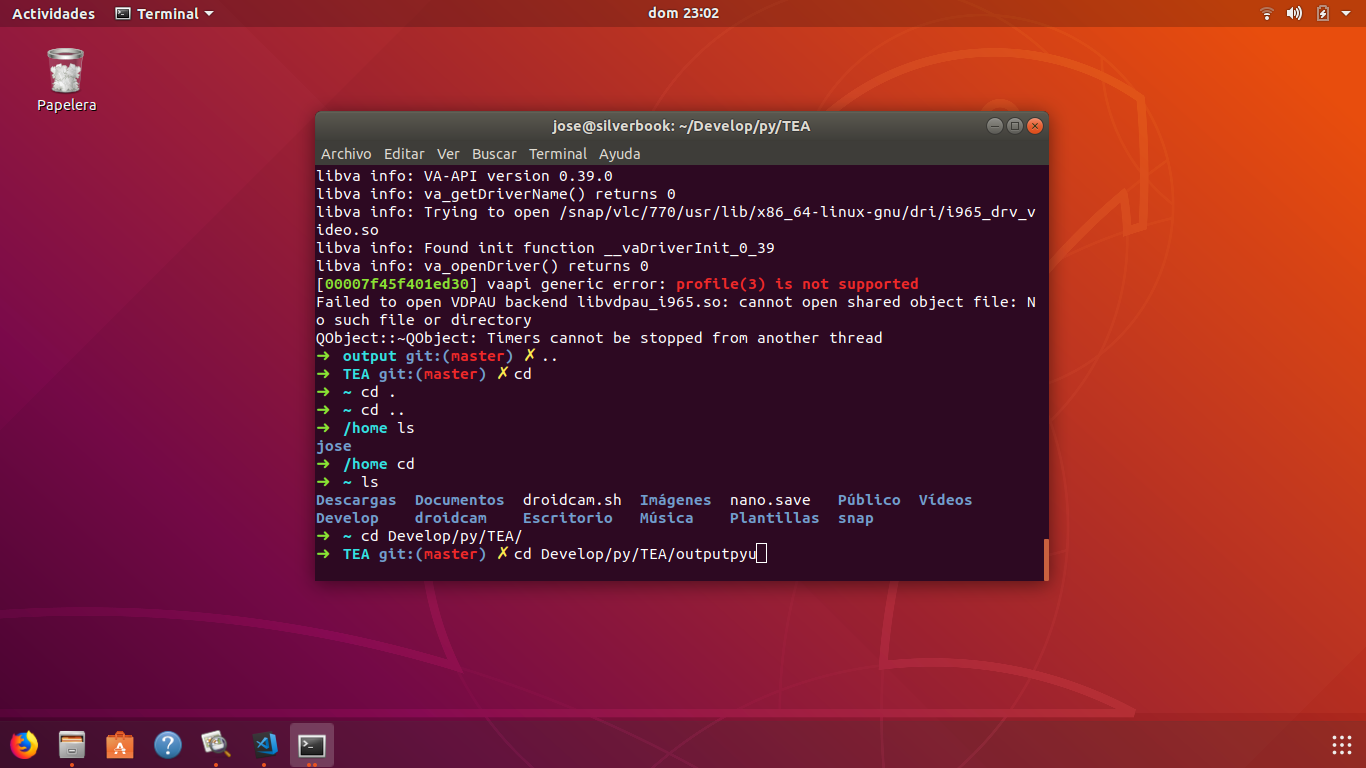 Actividades Terminal dom 23:02
Papelera
jose@silverbook: ~/Develop/py/TEA
Archivo Editar Ver Buscar Terminal Ayuda
libva info: VA-API version 0.39.0
libva info: va_getDriverName() returns 0
libva info: Trying to open /snap/vlc/770/usr/lib/x86_64-linux-gnu/dri/i965_drv_v
ideo.so
libva info: Found init function __vaDriverInit_0_39
libva info: va_openDriver() returns 0
[00007f45f401ed30] vaapi generic error: profile(3) is not supported
Failed to open VDPAU backend libvdpau_i965.so: cannot open shared object file: N
o such file or directory
QObject::~QObject: Timers cannot be stopped from another thread
➜ output git:(master) ✗ ..
➜ TEA git:(master) ✗ cd
➜ ~ cd .
➜ ~ cd ..
➜ /home ls
jose
➜ /home cd
➜ ~ ls
Descargas Documentos droidcam.sh Imágenes nano.save Público Vídeos
Develop droidcam Escritorio Música Plantillas snap
➜ ~ cd Develop/py/TEA/
➜ TEA git:(master) ✗ cd Develop/py/TEA/outputpyu